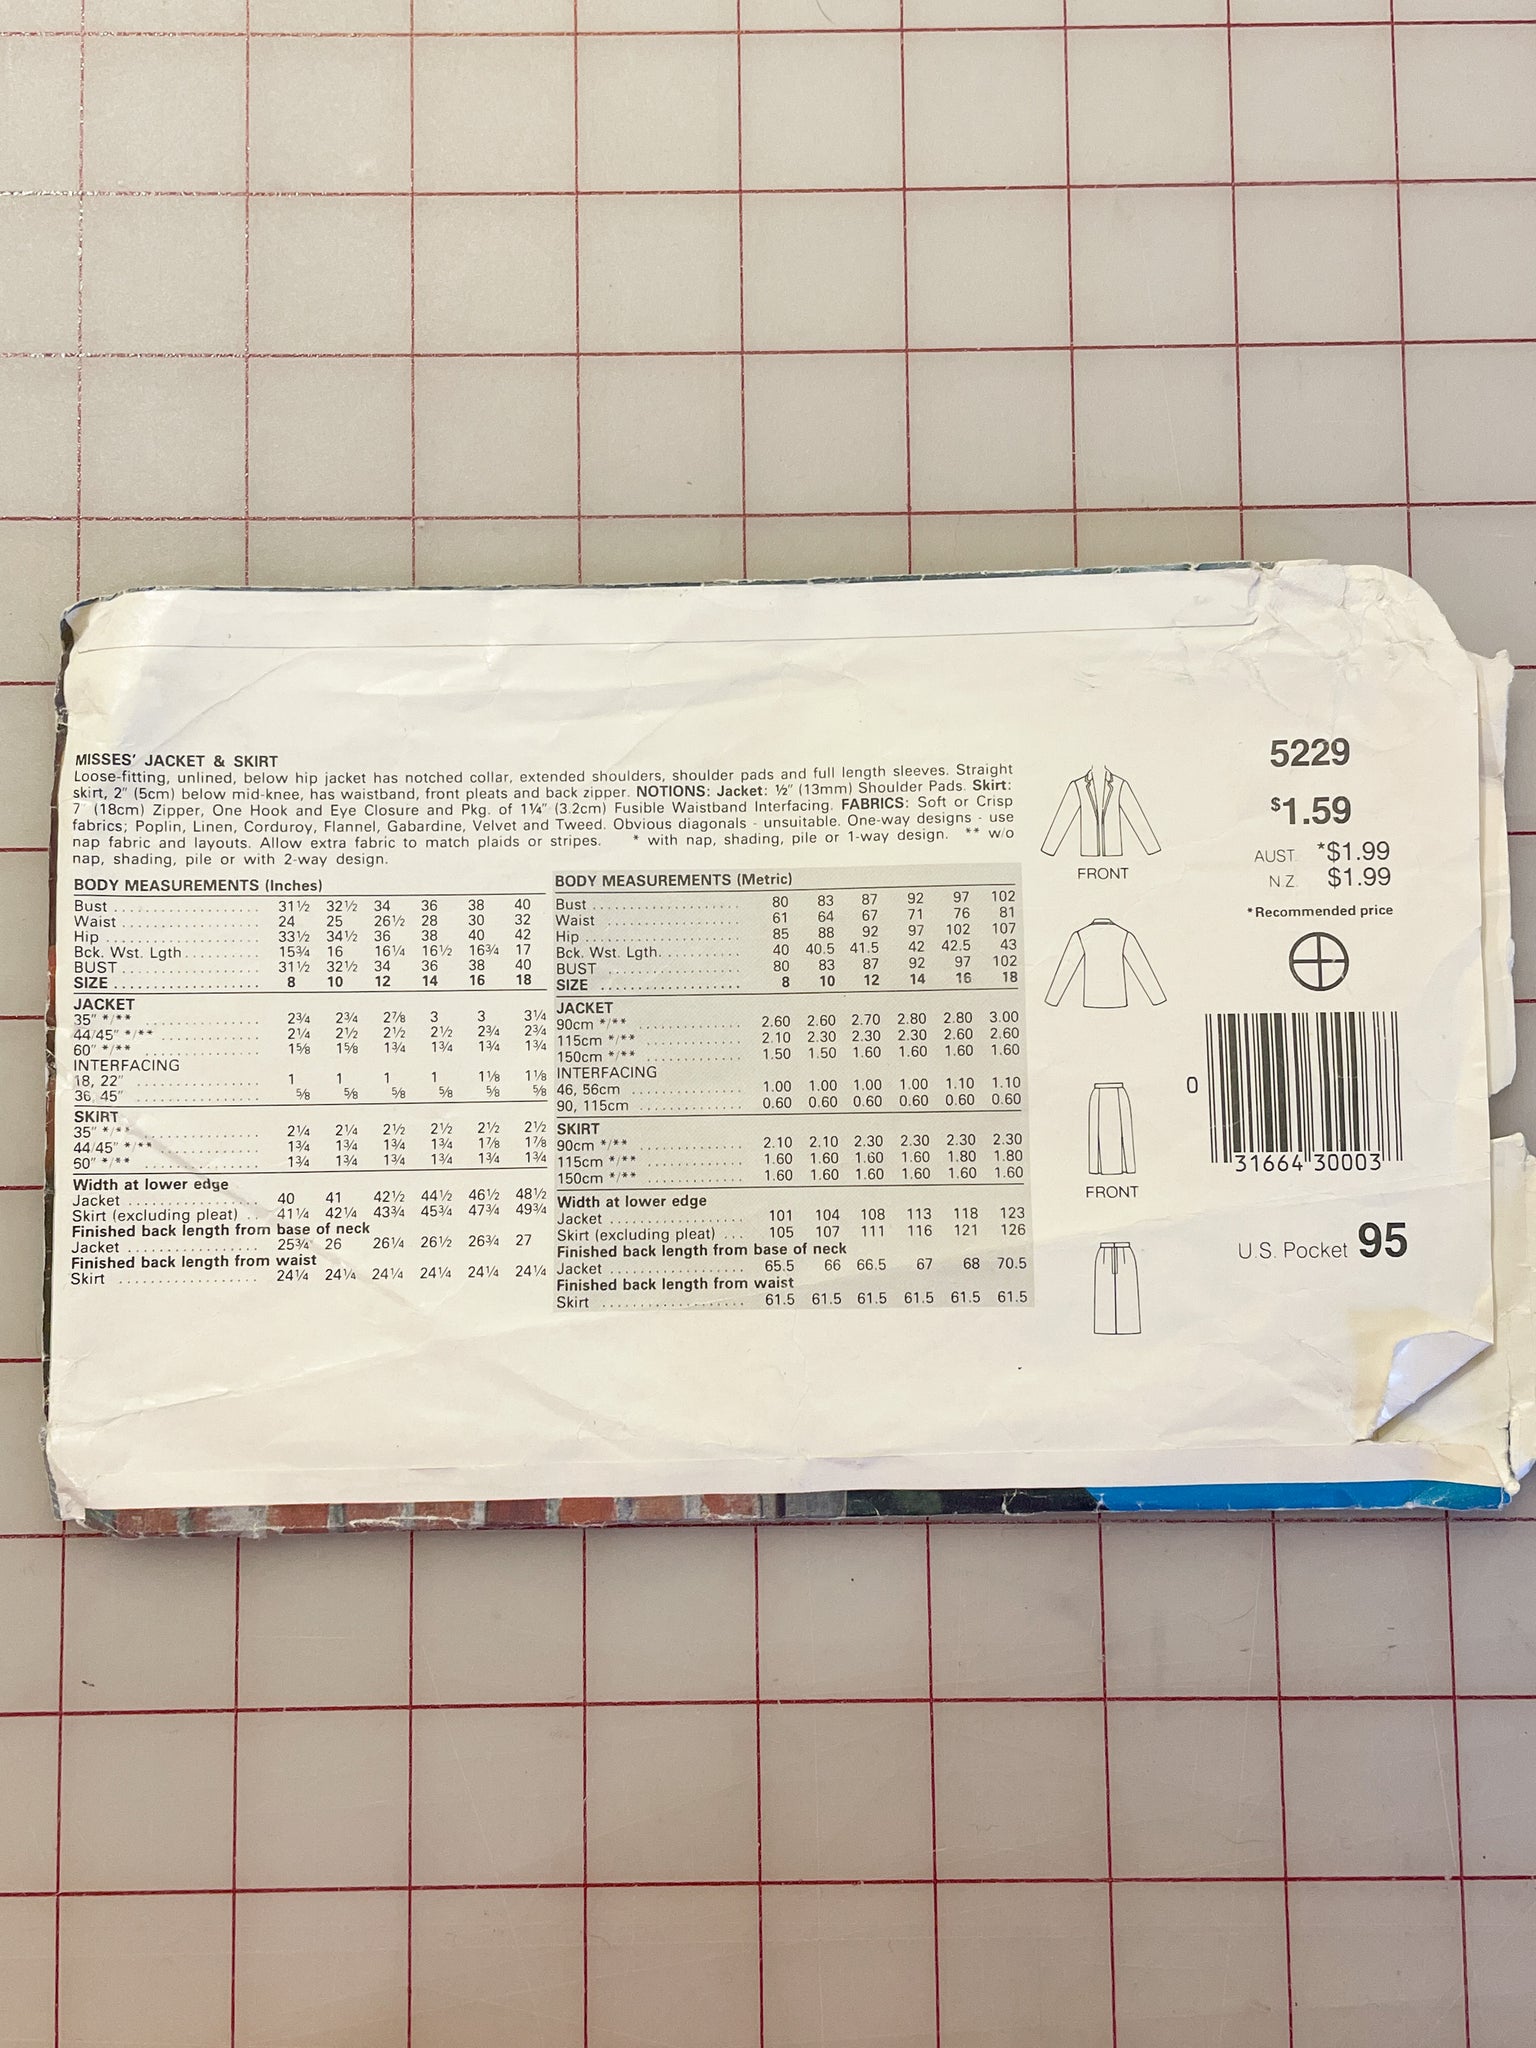 MISSES' JACKET & SKIRT
Loose-fitting, unlined, below hip jacket has notched collar, extended shoulders, shoulder pads and full length sleeves. Straight
skirt, 2" (5cm) below mid-knee, has waistband, front pleats and back zipper. NOTIONS: Jacket: ½" (13mm) Shoulder Pads. Skirt:
7" (18cm) Zipper, One Hook and Eye Closure and Pkg. of 1¼" (3.2cm) Fusible Waistband Interfacing. FABRICS: Soft or Crisp
fabrics; Poplin, Linen, Corduroy, Flannel, Gabardine, Velvet and Tweed. Obvious diagonals - unsuitable. One-way designs - use
nap fabric and layouts. Allow extra fabric to match plaids or stripes. * with nap, shading, pile or 1-way design. ** w/o
nap, shading, pile or with 2-way design.
BODY MEASUREMENTS (Inches)
Bust 31½ 32½ 34 36 38 40
Waist 24 25 26½ 28 30 32
Hip 33½ 34½ 36 38 40 42
Bck. Wst. Lgth 15¾ 16 16¼ 16½ 16¾ 17
BUST 31½ 32½ 34 36 38 40
SIZE 8 10 12 14 16 18
JACKET
35" */** 2¾ 2¾ 2⅞ 3 3 3¼
44/45" */** 2¼ 2½ 2½ 2½ 2¾ 2¾
60" */** 1⅝ 1⅝ 1¾ 1¾ 1¾ 1¾
INTERFACING
18, 22" 1 1 1 1 1⅛ 1⅛
36, 45" ⅝ ⅝ ⅝ ⅝ ⅝ ⅝
SKIRT
35" */** 2¼ 2¼ 2½ 2½ 2½ 2½
44/45" */** 1¾ 1¾ 1¾ 1¾ 1⅞ 1⅞
60" */** 1¾ 1¾ 1¾ 1¾ 1¾ 1¾
Width at lower edge
Jacket 40 41 42½ 44½ 46½ 48½
Skirt (excluding pleat) 41¼ 42¼ 43¾ 45¾ 47¾ 49¾
Finished back length from base of neck
Jacket 25¾ 26 26¼ 26½ 26¾ 27
Finished back length from waist
Skirt 24¼ 24¼ 24¼ 24¼ 24¼ 24¼
BODY MEASUREMENTS (Metric)
Bust 80 83 87 92 97 102
Waist 61 64 67 71 76 81
Hip 85 88 92 97 102 107
Bck. Wst. Lgth. 40 40.5 41.5 42 42.5 43
BUST 80 83 87 92 97 102
SIZE 8 10 12 14 16 18
JACKET
90cm */** 2.60 2.60 2.70 2.80 2.80 3.00
115cm */** 2.10 2.30 2.30 2.30 2.60 2.60
150cm */** 1.50 1.50 1.60 1.60 1.60 1.60
INTERFACING
46, 56cm 1.00 1.00 1.00 1.00 1.10 1.10
90, 115cm 0.60 0.60 0.60 0.60 0.60 0.60
SKIRT
90cm */** 2.10 2.10 2.30 2.30 2.30 2.30
115cm */** 1.60 1.60 1.60 1.60 1.80 1.80
150cm */** 1.60 1.60 1.60 1.60 1.60 1.60
Width at lower edge
Jacket 101 104 108 113 118 123
Skirt (excluding pleat) 105 107 111 116 121 126
Finished back length from base of neck
Jacket 65.5 66 66.5 67 68 70.5
Finished back length from waist
Skirt 61.5 61.5 61.5 61.5 61.5 61.5
FRONT
FRONT
5229
$1.59
AUST. *$1.99
N.Z. $1.99
*Recommended price
0 31664 30003
U.S. Pocket 95